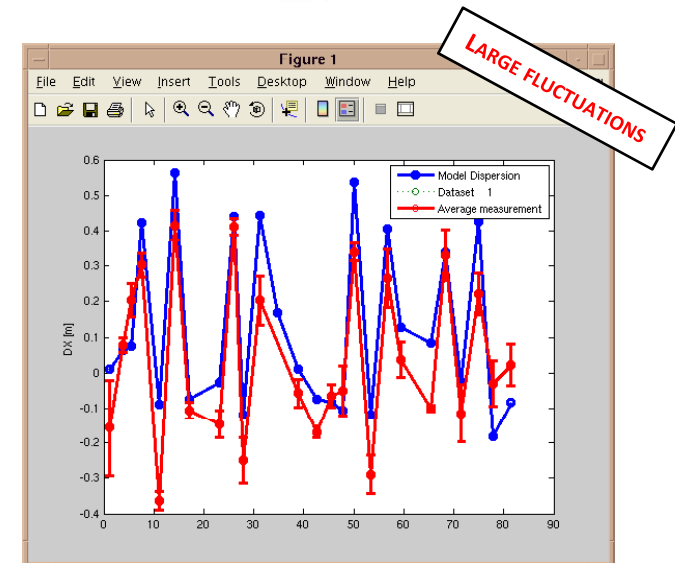 Figure 1
LARGE FLUCTUATIONS
File Edit View Insert Tools Desktop Window Help
0.6
0.5
0.4
0.3
0.2
0.1
0
-0.1
-0.2
-0.3
-0.4
DX [m]
Model Dispersion
Dataset 1
Average measurement
0 10 20 30 40 50 60 70 80 90